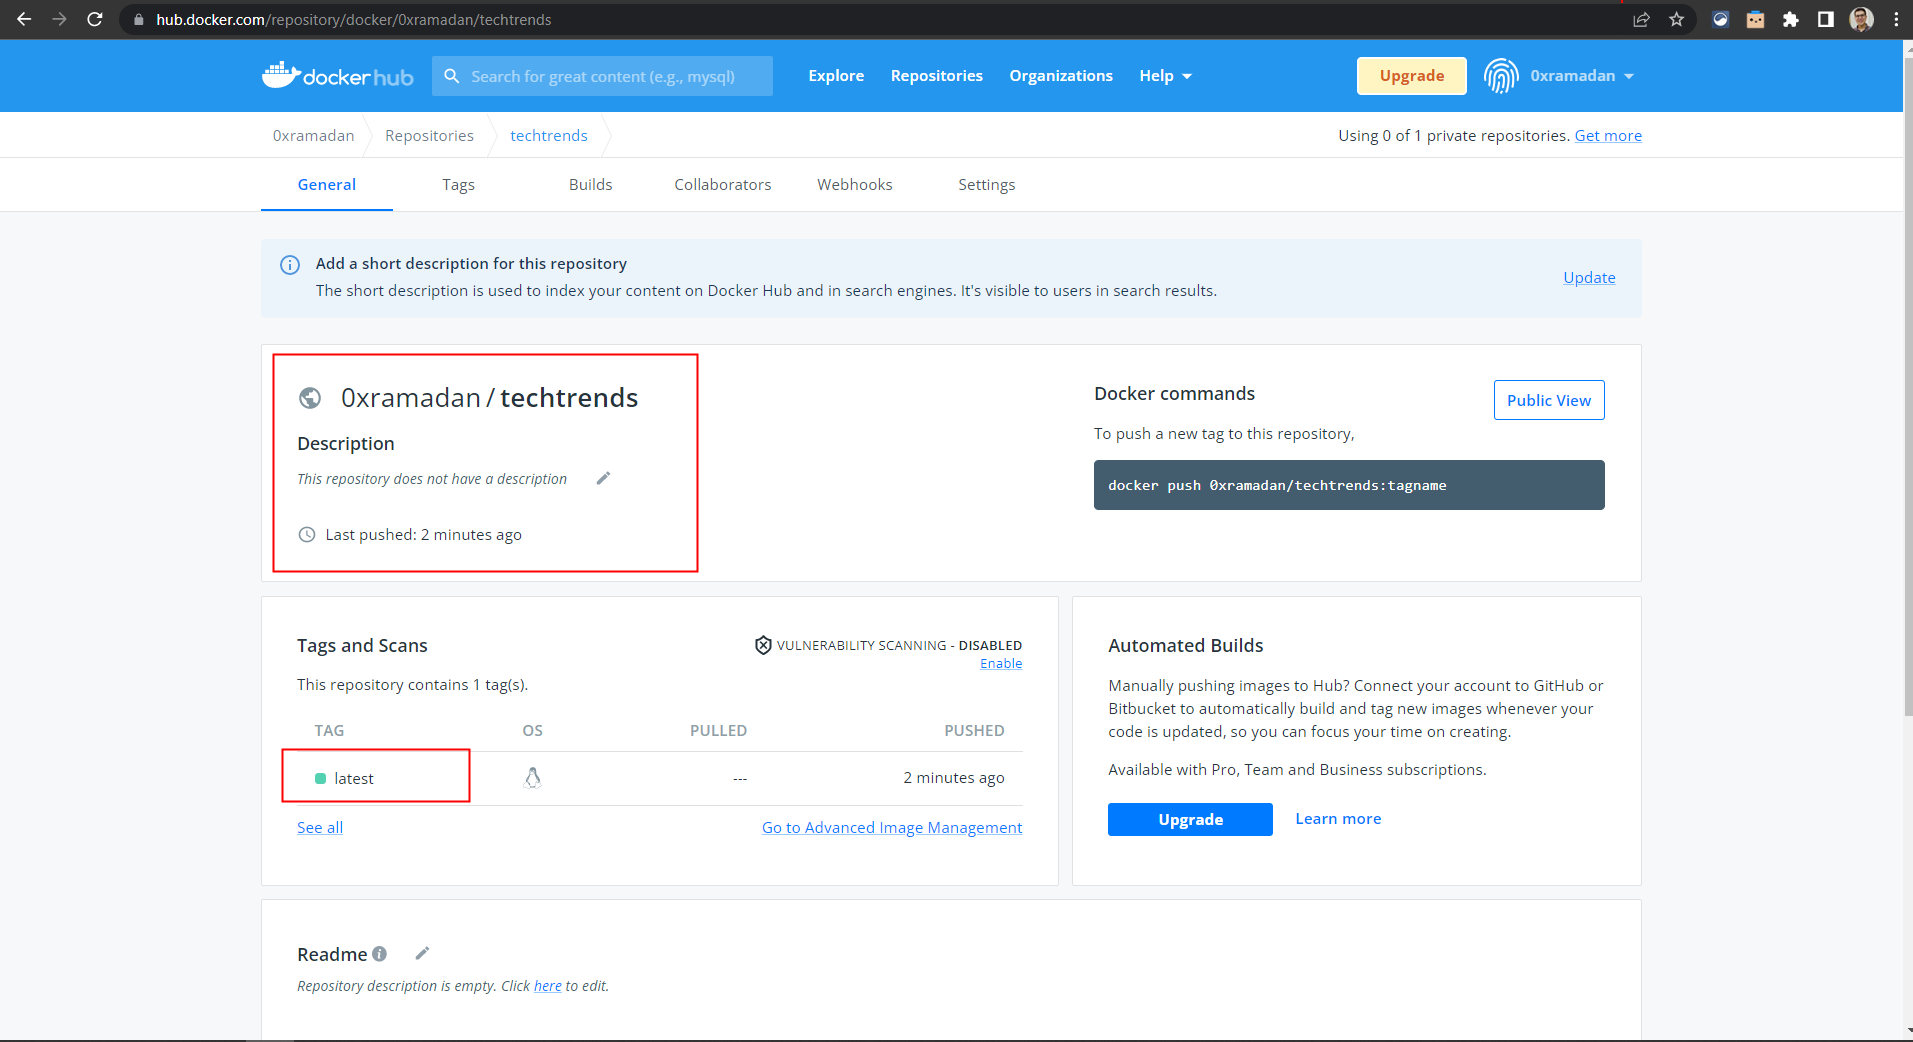 hub.docker.com/repository/docker/0xramadan/techtrends
docker hub
Search for great content (e.g., mysql)
Explore
Repositories
Organizations
Help
Upgrade
0xramadan
0xramadan
Repositories
techtrends
Using 0 of 1 private repositories. Get more
General
Tags
Builds
Collaborators
Webhooks
Settings
Add a short description for this repository
The short description is used to index your content on Docker Hub and in search engines. It's visible to users in search results.
Update
0xramadan / techtrends
Description
This repository does not have a description
Last pushed: 2 minutes ago
Docker commands
Public View
To push a new tag to this repository,
docker push 0xramadan/techtrends:tagname
Tags and Scans
VULNERABILITY SCANNING - DISABLED
Enable
This repository contains 1 tag(s).
TAG OS PULLED PUSHED
latest --- 2 minutes ago
See all
Go to Advanced Image Management
Automated Builds
Manually pushing images to Hub? Connect your account to GitHub or
Bitbucket to automatically build and tag new images whenever your
code is updated, so you can focus your time on creating.
Available with Pro, Team and Business subscriptions.
Upgrade
Learn more
Readme
Repository description is empty. Click here to edit.